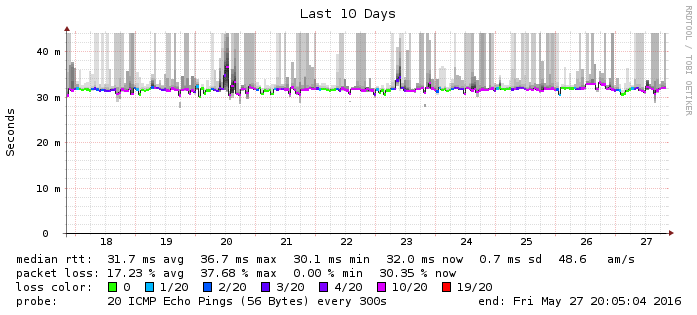 Last 10 Days
RRDTOOL / TOBI OETIKER
Seconds
40 m
30 m
20 m
10 m
0
18 19 20 21 22 23 24 25 26 27
median rtt: 31.7 ms avg 36.7 ms max 30.1 ms min 32.0 ms now 0.7 ms sd 48.6 am/s
packet loss: 17.23 % avg 37.68 % max 0.00 % min 30.35 % now
loss color: 0 1/20 2/20 3/20 4/20 10/20 19/20
probe: 20 ICMP Echo Pings (56 Bytes) every 300s end: Fri May 27 20:05:04 2016